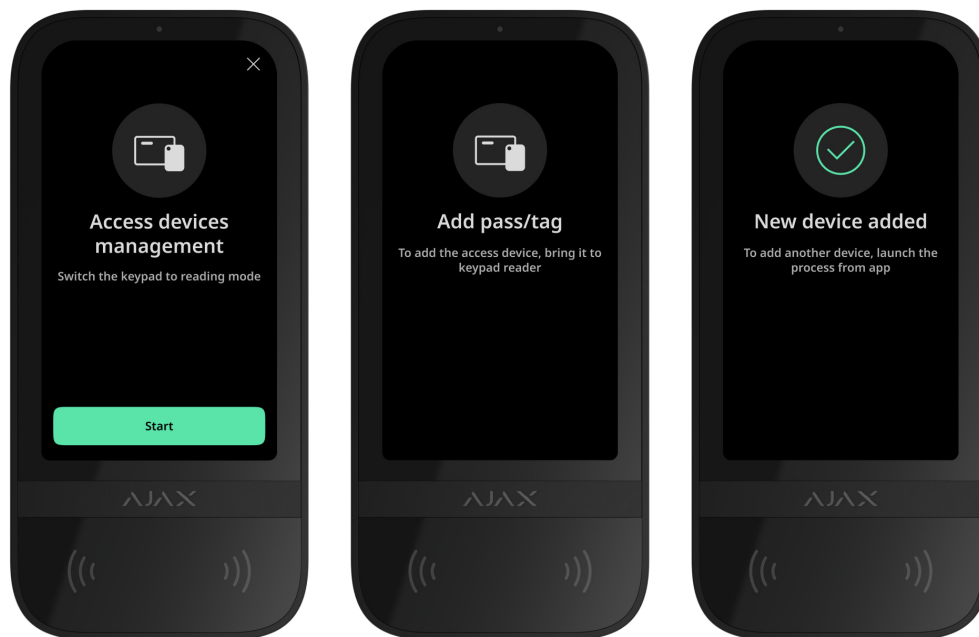 Access devices
management
Switch the keypad to reading mode
Start
AJAX
Add pass/tag
To add the access device, bring it to
keypad reader
AJAX
New device added
To add another device, launch the
process from app
AJAX